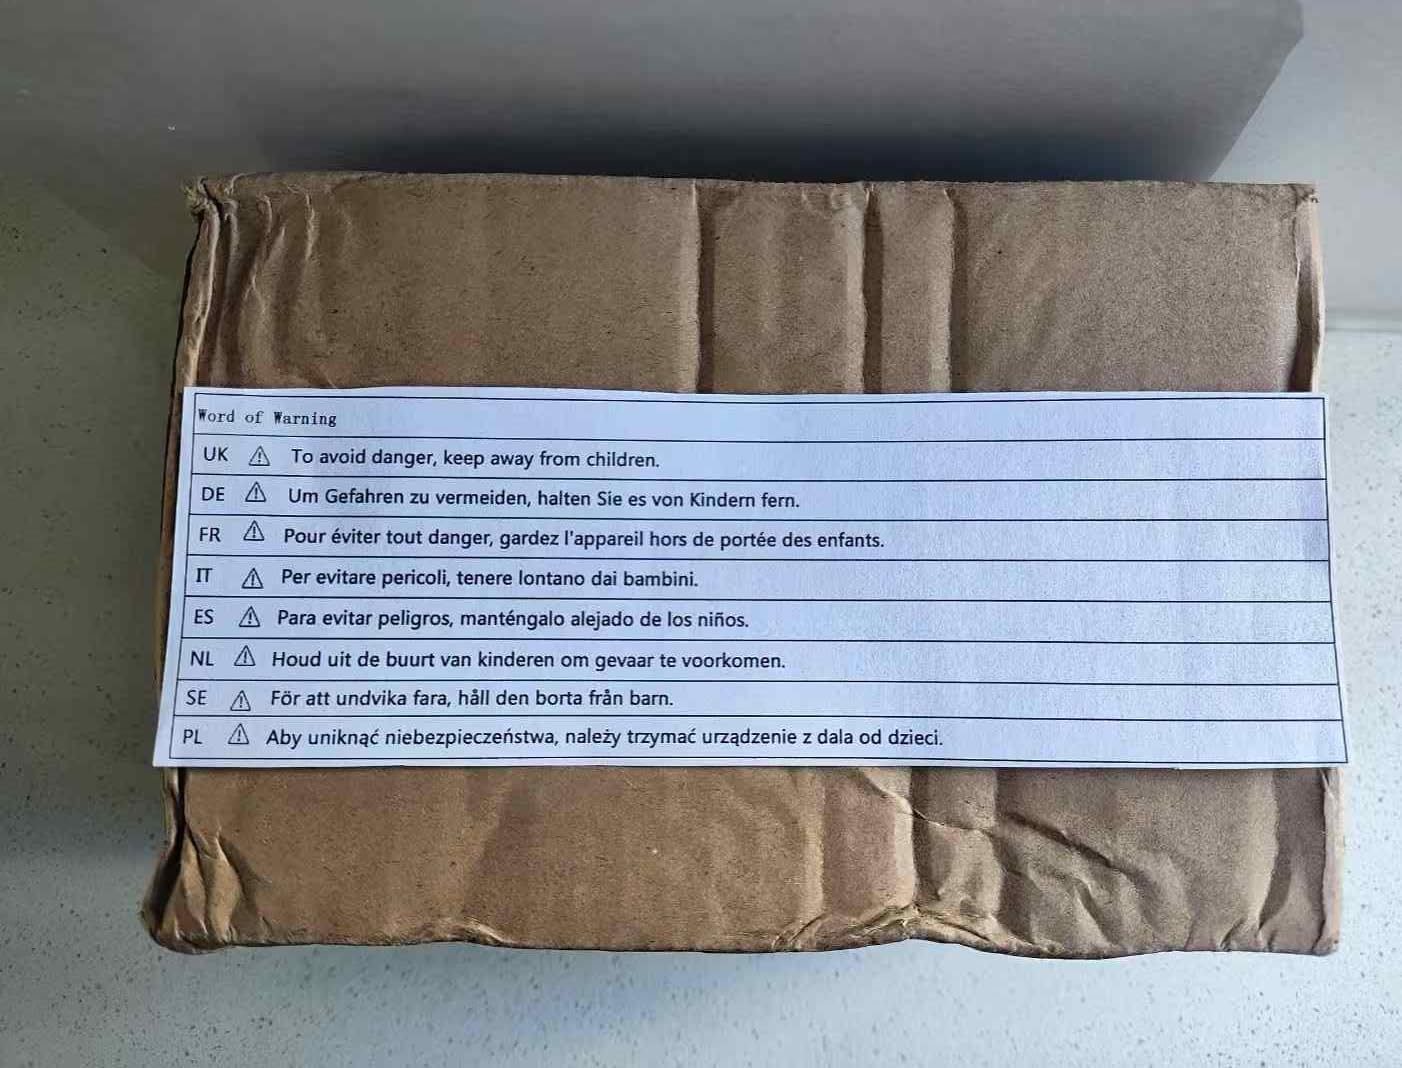 Word of Warning
UK ⚠ To avoid danger, keep away from children.
DE ⚠ Um Gefahren zu vermeiden, halten Sie es von Kindern fern.
FR ⚠ Pour éviter tout danger, gardez l'appareil hors de portée des enfants.
IT ⚠ Per evitare pericoli, tenere lontano dai bambini.
ES ⚠ Para evitar peligros, manténgalo alejado de los niños.
NL ⚠ Houd uit de buurt van kinderen om gevaar te voorkomen.
SE ⚠ För att undvika fara, håll den borta från barn.
PL ⚠ Aby uniknąć niebezpieczeństwa, należy trzymać urządzenie z dala od dzieci.